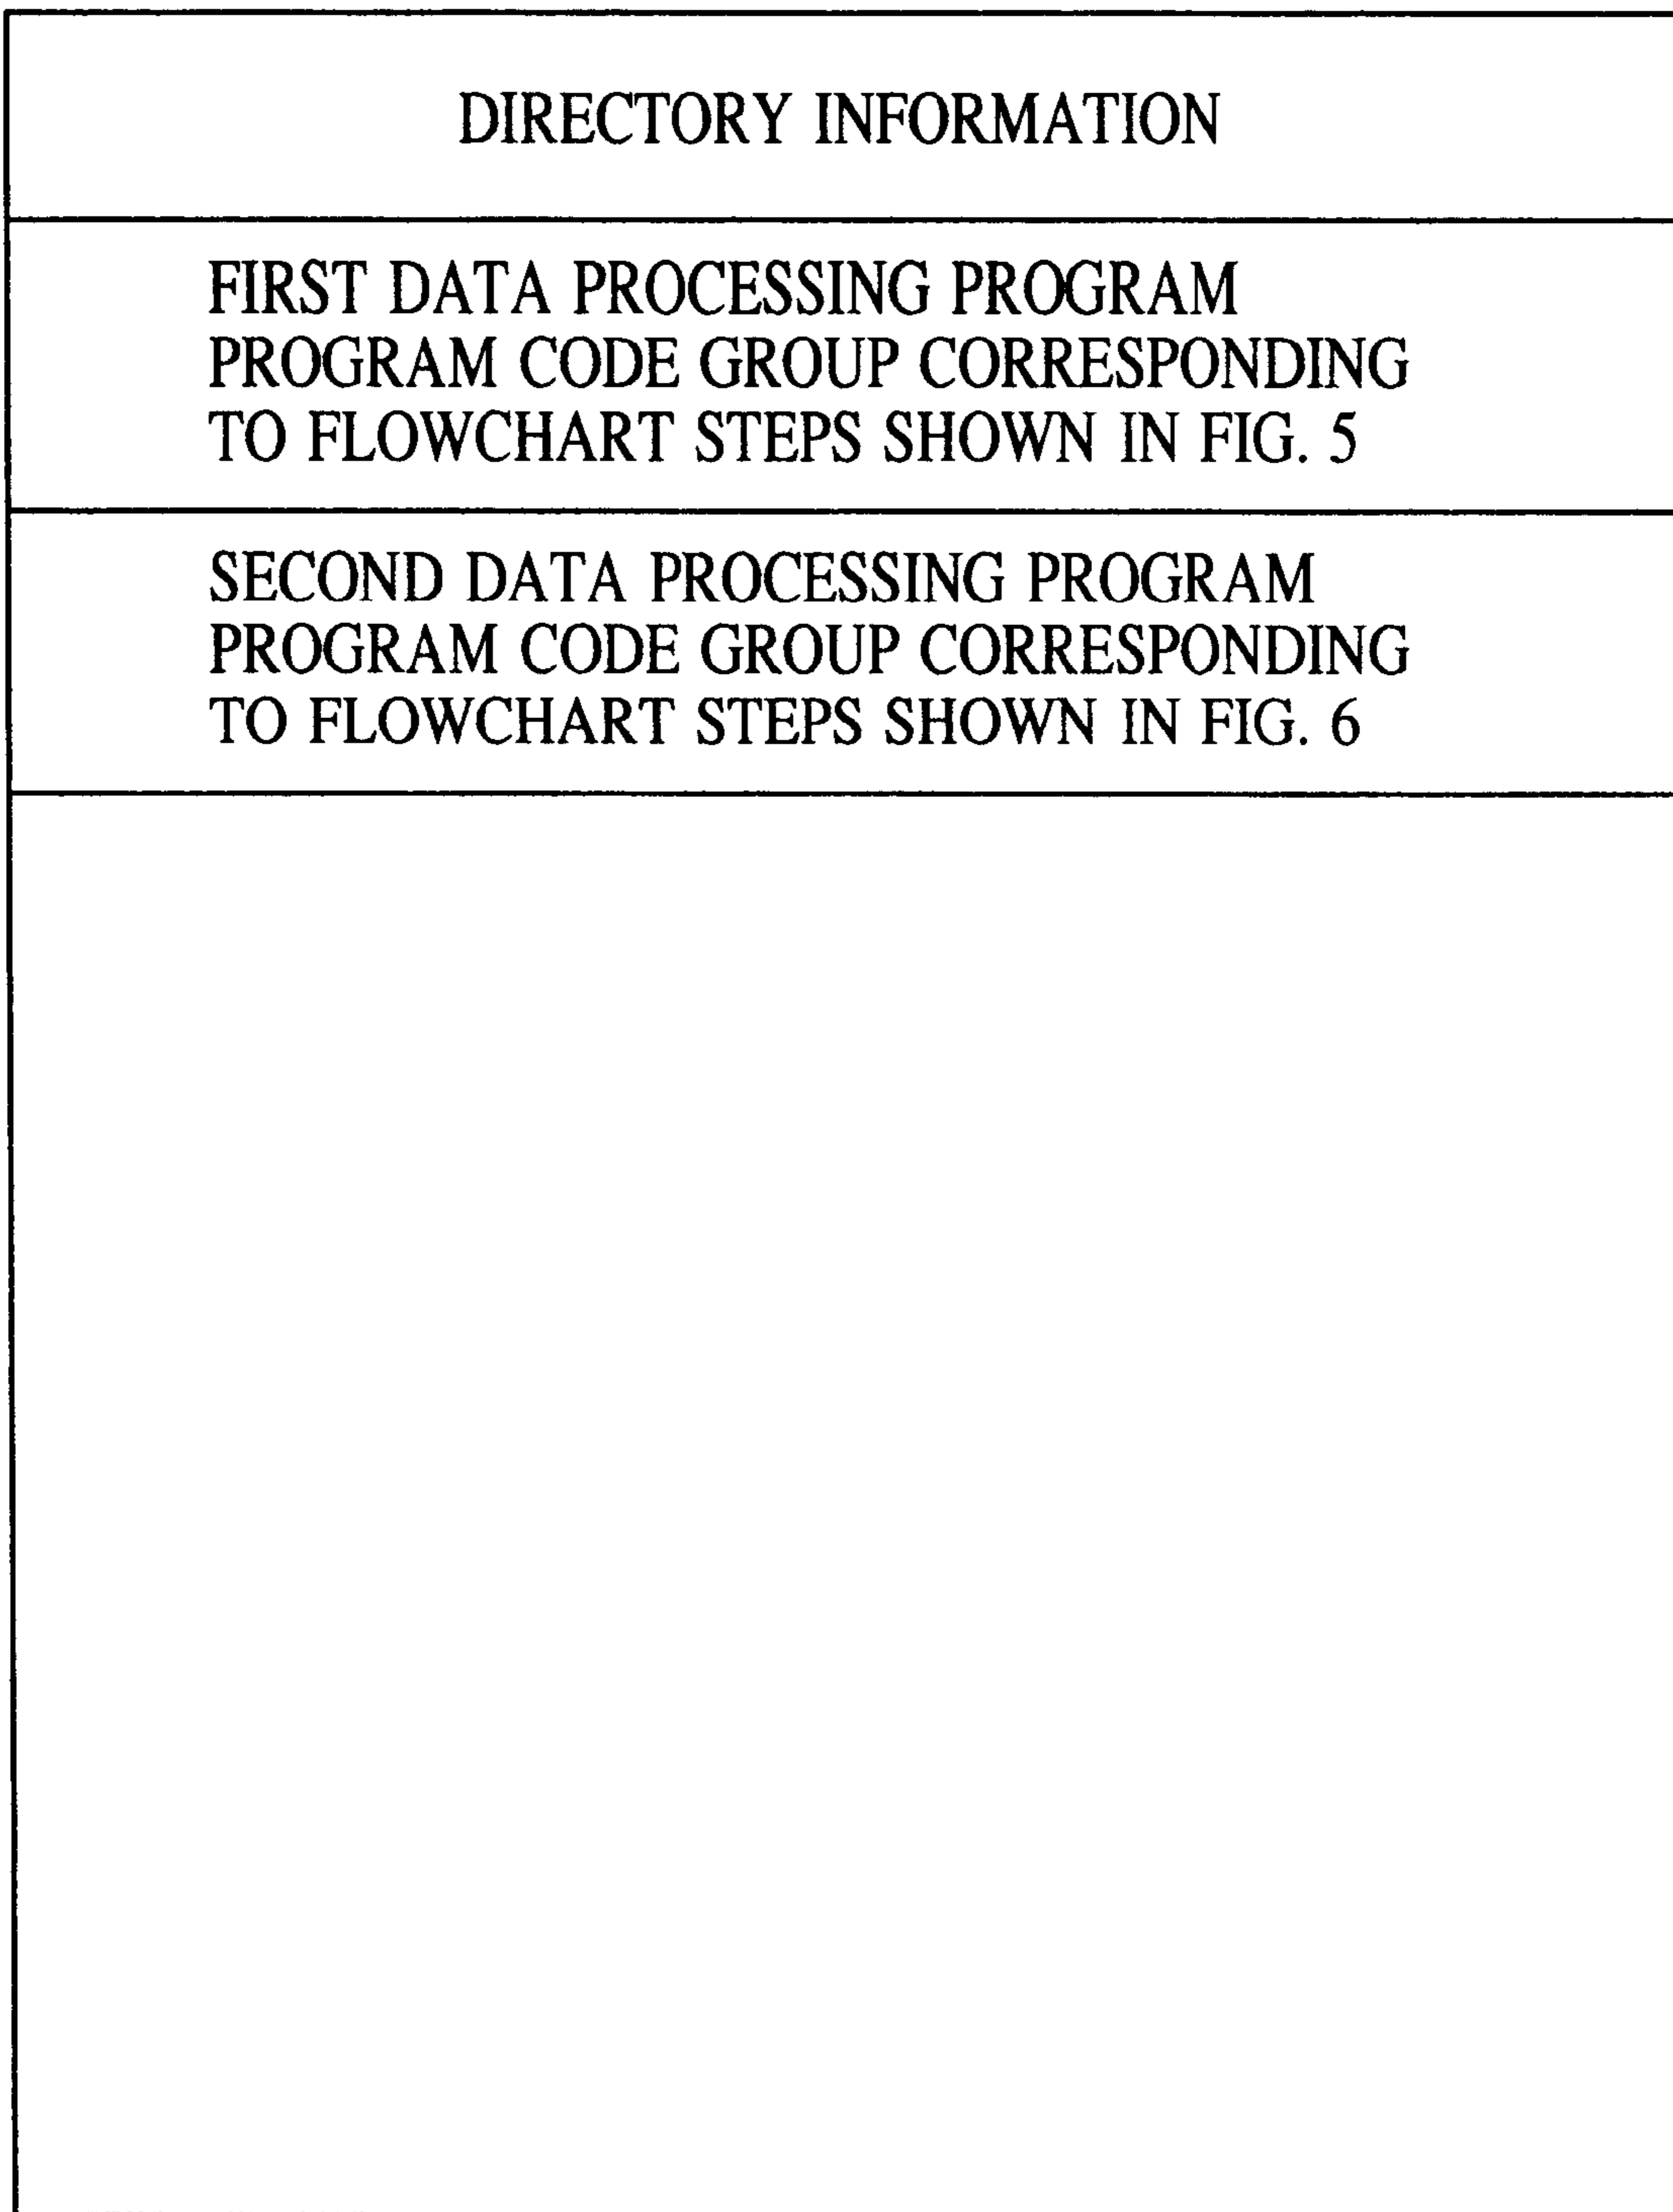 DIRECTORY INFORMATION
FIRST DATA PROCESSING PROGRAM
PROGRAM CODE GROUP CORRESPONDING
TO FLOWCHART STEPS SHOWN IN FIG. 5
SECOND DATA PROCESSING PROGRAM
PROGRAM CODE GROUP CORRESPONDING
TO FLOWCHART STEPS SHOWN IN FIG. 6